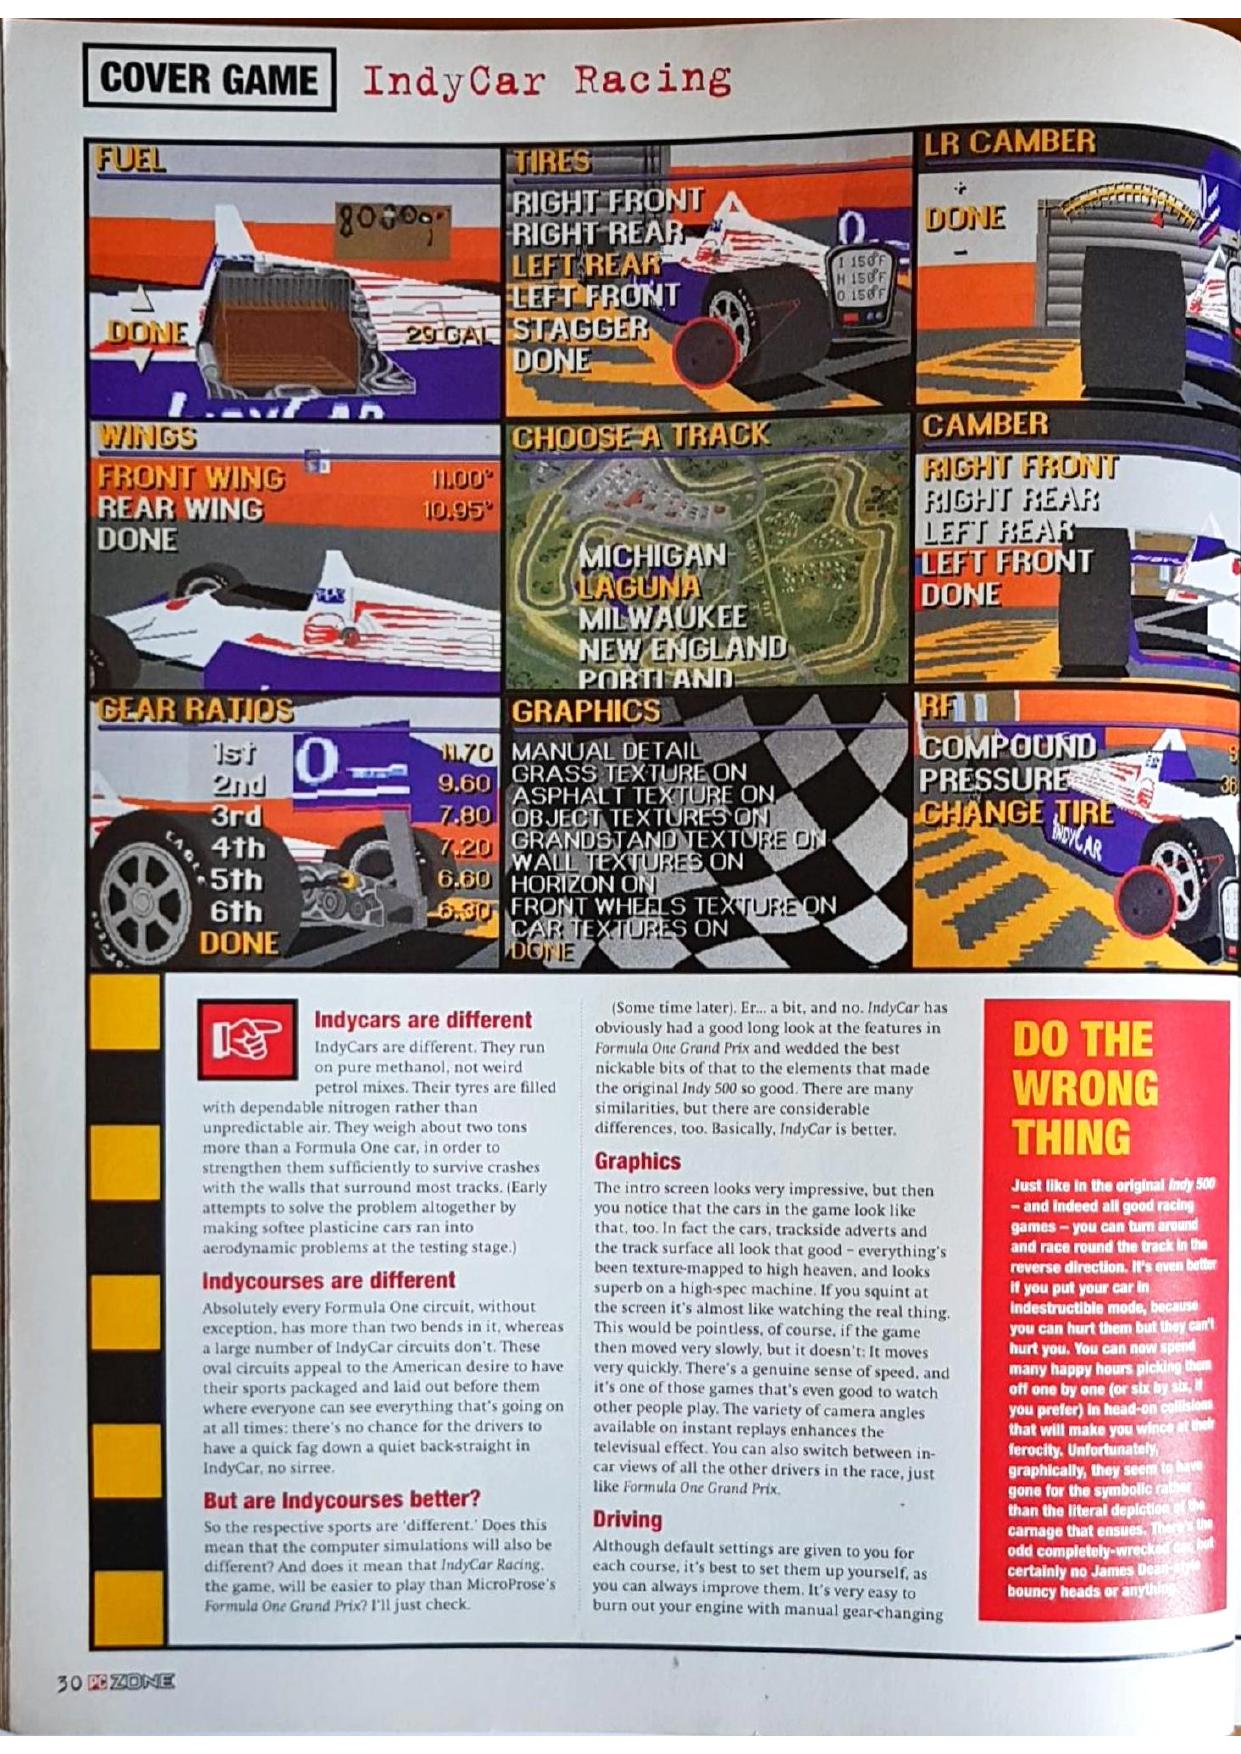 COVER GAME
IndyCar Racing
FUEL
DONE
29 GAL
INDYCAR
TIRES
RIGHT FRONT
RIGHT REAR
LEFT REAR
LEFT FRONT
STAGGER
DONE
I 150°F
H 150°F
O 150°F
LR CAMBER
+
DONE
-
WINGS
FRONT WING 11.00°
REAR WING 10.95°
DONE
CHOOSE A TRACK
MICHIGAN
LAGUNA
MILWAUKEE
NEW ENGLAND
PORTLAND
CAMBER
RIGHT FRONT
RIGHT REAR
LEFT REAR
LEFT FRONT
DONE
GEAR RATIOS
1st 11.70
2nd 9.60
3rd 7.80
4th 7.20
5th 6.60
6th 6.30
DONE
EAGLE
GRAPHICS
MANUAL DETAIL
GRASS TEXTURE ON
ASPHALT TEXTURE ON
OBJECT TEXTURES ON
GRANDSTAND TEXTURE ON
WALL TEXTURES ON
HORIZON ON
FRONT WHEELS TEXTURE ON
CAR TEXTURES ON
DONE
RF
COMPOUND
PRESSURE 36
CHANGE TIRE
INDYCAR
Indycars are different
IndyCars are different. They run
on pure methanol, not weird
petrol mixes. Their tyres are filled
with dependable nitrogen rather than
unpredictable air. They weigh about two tons
more than a Formula One car, in order to
strengthen them sufficiently to survive crashes
with the walls that surround most tracks. (Early
attempts to solve the problem altogether by
making softee plasticine cars ran into
aerodynamic problems at the testing stage.)
Indycourses are different
Absolutely every Formula One circuit, without
exception, has more than two bends in it, whereas
a large number of IndyCar circuits don't. These
oval circuits appeal to the American desire to have
their sports packaged and laid out before them
where everyone can see everything that's going on
at all times: there's no chance for the drivers to
have a quick fag down a quiet back-straight in
IndyCar, no sirree.
But are Indycourses better?
So the respective sports are 'different.' Does this
mean that the computer simulations will also be
different? And does it mean that IndyCar Racing,
the game, will be easier to play than MicroProse's
Formula One Grand Prix? I'll just check.
(Some time later). Er... a bit, and no. IndyCar has
obviously had a good long look at the features in
Formula One Grand Prix and wedded the best
nickable bits of that to the elements that made
the original Indy 500 so good. There are many
similarities, but there are considerable
differences, too. Basically, IndyCar is better.
Graphics
The intro screen looks very impressive, but then
you notice that the cars in the game look like
that, too. In fact the cars, trackside adverts and
the track surface all look that good – everything's
been texture-mapped to high heaven, and looks
superb on a high-spec machine. If you squint at
the screen it's almost like watching the real thing.
This would be pointless, of course, if the game
then moved very slowly, but it doesn't: It moves
very quickly. There's a genuine sense of speed, and
it's one of those games that's even good to watch
other people play. The variety of camera angles
available on instant replays enhances the
televisual effect. You can also switch between in-
car views of all the other drivers in the race, just
like Formula One Grand Prix.
Driving
Although default settings are given to you for
each course, it's best to set them up yourself, as
you can always improve them. It's very easy to
burn out your engine with manual gear-changing
DO THE
WRONG
THING
Just like in the original Indy 500
– and indeed all good racing
games – you can turn around
and race round the track in the
reverse direction. It's even better
if you put your car in
indestructible mode, because
you can hurt them but they can't
hurt you. You can now spend
many happy hours picking them
off one by one (or six by six, if
you prefer) in head-on collisions
that will make you wince at their
ferocity. Unfortunately,
graphically, they seem to have
gone for the symbolic rather
than the literal depiction of the
carnage that ensues. There's the
odd completely-wrecked car, but
certainly no James Dean-style
bouncy heads or anything.
30 PC ZONE